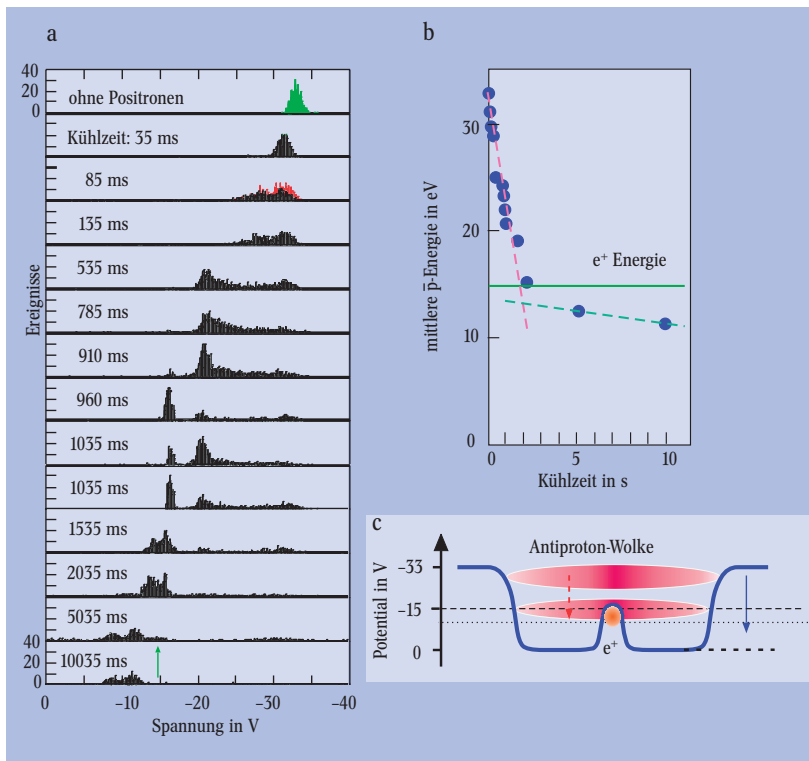 a
40
20
0
ohne Positronen
Kühlzeit: 35 ms
85 ms
135 ms
535 ms
785 ms
910 ms
960 ms
1035 ms
1035 ms
1535 ms
2035 ms
5035 ms
40
20
0
10035 ms
Ereignisse
0 −10 −20 −30 −40
Spannung in V
b
30
20
10
0
mittlere p̄-Energie in eV
e⁺ Energie
0 5 10
Kühlzeit in s
c
Antiproton-Wolke
Potential in V
−33
−15
0
e⁺